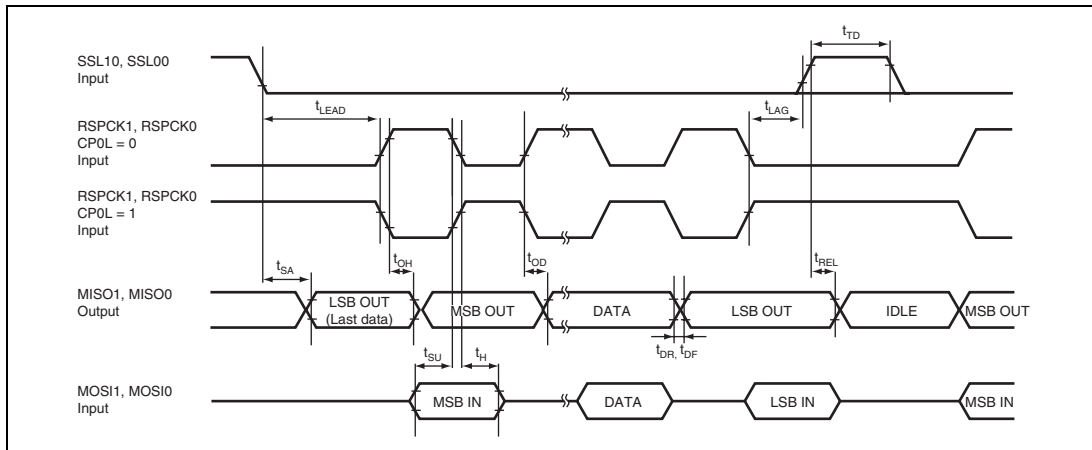 SSL10, SSL00
Input
tTD
tLEAD
tLAG
RSPCK1, RSPCK0
CP0L = 0
Input
RSPCK1, RSPCK0
CP0L = 1
Input
tSA
tOH
tOD
tREL
MISO1, MISO0
Output
LSB OUT
(Last data)
MSB OUT
DATA
LSB OUT
IDLE
MSB OUT
tSU
tH
tDR, tDF
MOSI1, MOSI0
Input
MSB IN
DATA
LSB IN
MSB IN